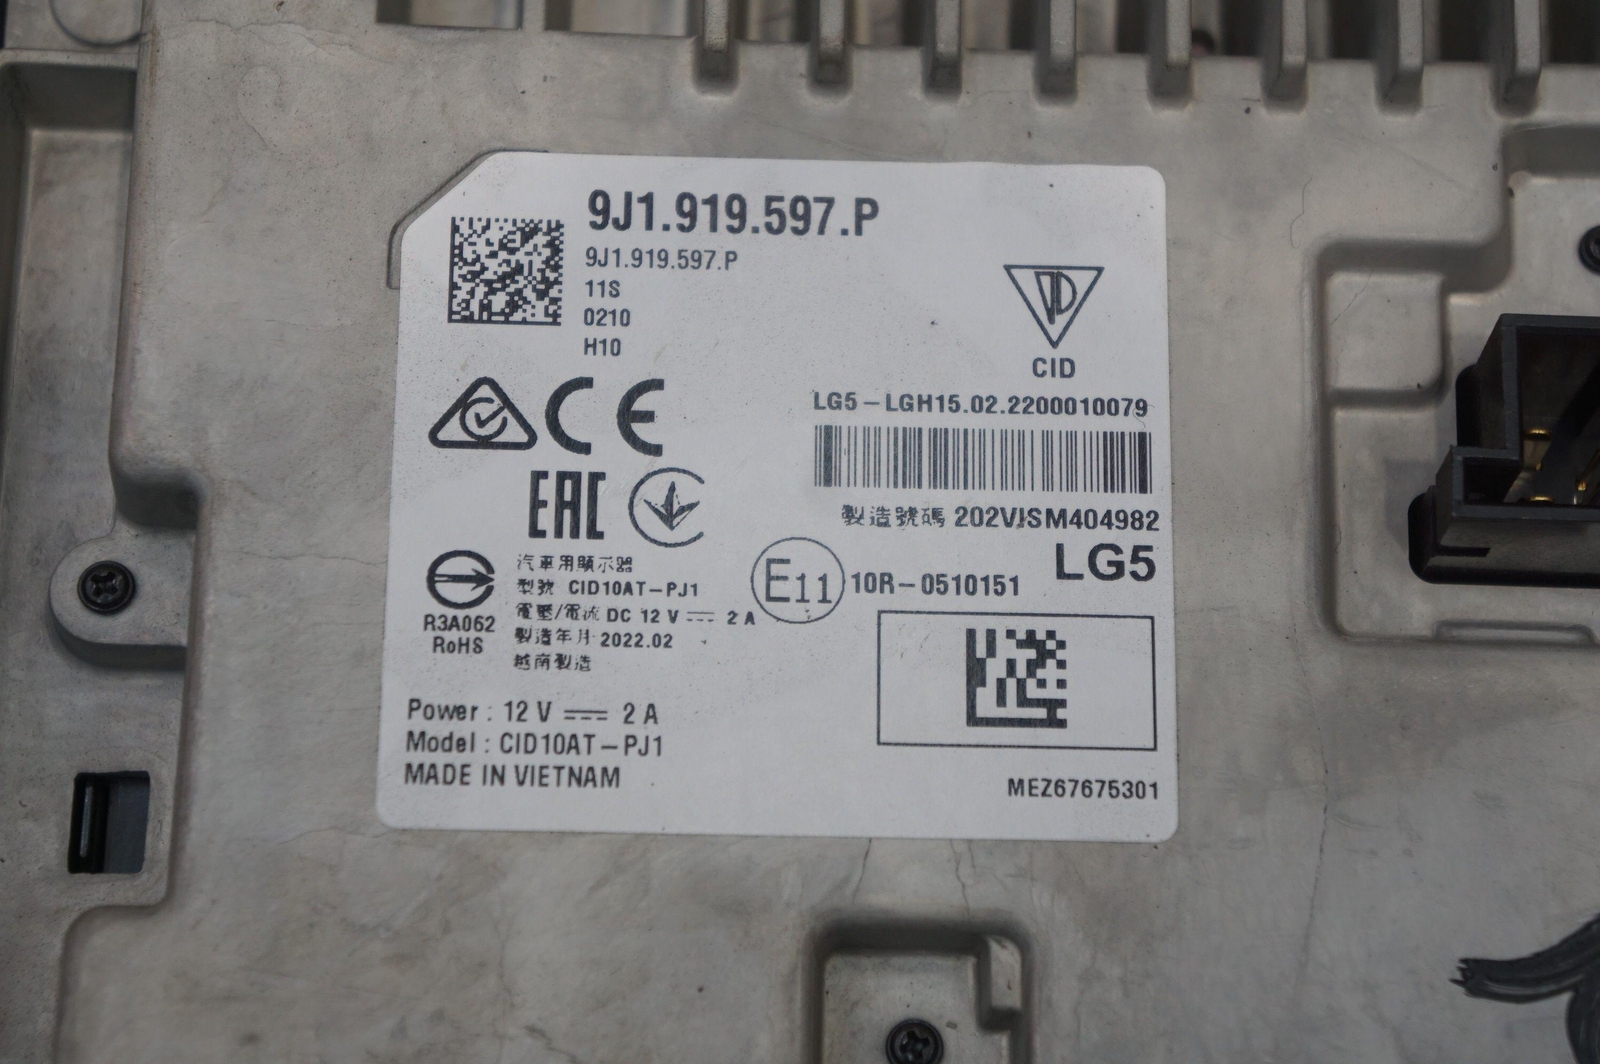 9J1.919.597.P
9J1.919.597.P
11S
0210
H10
CID
LG5-LGH15.02.2200010079
製造號碼 202VJSM404982
LG5
EAC
E11 10R-0510151
R3A062
RoHS
汽車用顯示器
型號 CID10AT-PJ1
電壓/電流 DC 12 V ⎓ 2 A
製造年月 2022.02
越南製造
Power : 12 V ⎓ 2 A
Model : CID10AT-PJ1
MADE IN VIETNAM
MEZ67675301